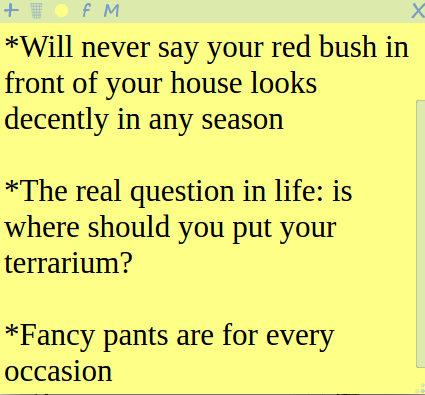 f M X
*Will never say your red bush in
front of your house looks
decently in any season
*The real question in life: is
where should you put your
terrarium?
*Fancy pants are for every
occasion